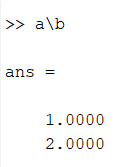 >> a\b
ans =
1.0000
2.0000